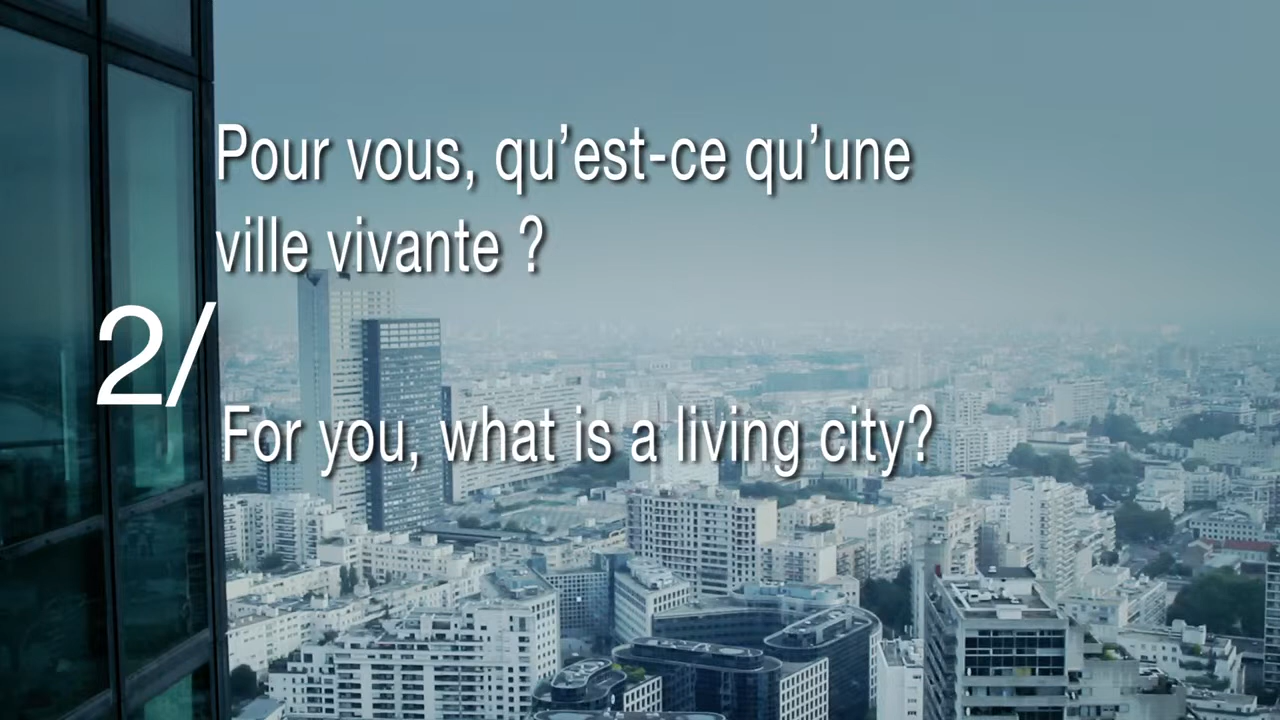 Pour vous, qu’est-ce qu’une
ville vivante ?
2/
For you, what is a living city?